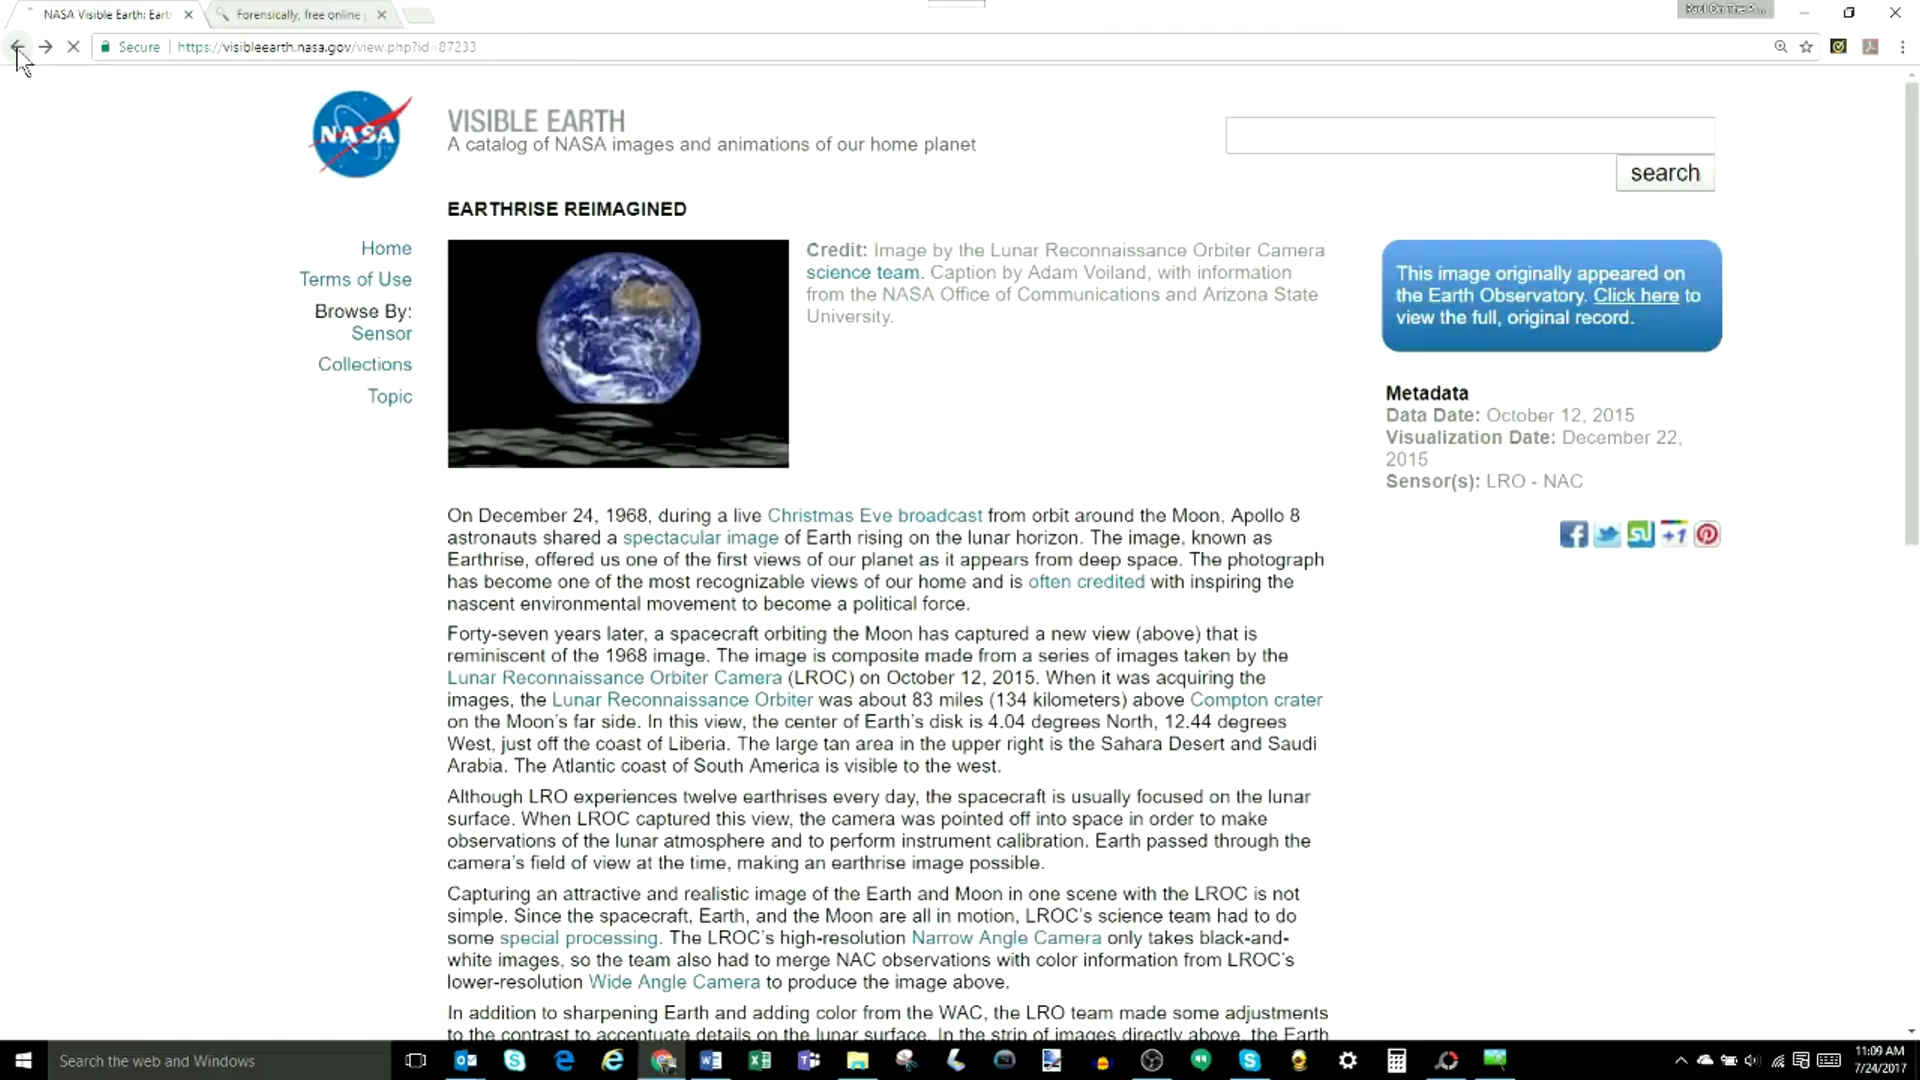 NASA Visible Earth: Eart
Forensically, free online
Secure
https://visibleearth.nasa.gov/view.php?id=87233
NASA
VISIBLE EARTH
A catalog of NASA images and animations of our home planet
search
EARTHRISE REIMAGINED
Home
Terms of Use
Browse By:
Sensor
Collections
Topic
Credit: Image by the Lunar Reconnaissance Orbiter Camera
science team. Caption by Adam Voiland, with information
from the NASA Office of Communications and Arizona State
University.
This image originally appeared on
the Earth Observatory. Click here to
view the full, original record.
Metadata
Data Date: October 12, 2015
Visualization Date: December 22,
2015
Sensor(s): LRO - NAC
+1
On December 24, 1968, during a live Christmas Eve broadcast from orbit around the Moon, Apollo 8
astronauts shared a spectacular image of Earth rising on the lunar horizon. The image, known as
Earthrise, offered us one of the first views of our planet as it appears from deep space. The photograph
has become one of the most recognizable views of our home and is often credited with inspiring the
nascent environmental movement to become a political force.
Forty-seven years later, a spacecraft orbiting the Moon has captured a new view (above) that is
reminiscent of the 1968 image. The image is composite made from a series of images taken by the
Lunar Reconnaissance Orbiter Camera (LROC) on October 12, 2015. When it was acquiring the
images, the Lunar Reconnaissance Orbiter was about 83 miles (134 kilometers) above Compton crater
on the Moon's far side. In this view, the center of Earth's disk is 4.04 degrees North, 12.44 degrees
West, just off the coast of Liberia. The large tan area in the upper right is the Sahara Desert and Saudi
Arabia. The Atlantic coast of South America is visible to the west.
Although LRO experiences twelve earthrises every day, the spacecraft is usually focused on the lunar
surface. When LROC captured this view, the camera was pointed off into space in order to make
observations of the lunar atmosphere and to perform instrument calibration. Earth passed through the
camera's field of view at the time, making an earthrise image possible.
Capturing an attractive and realistic image of the Earth and Moon in one scene with the LROC is not
simple. Since the spacecraft, Earth, and the Moon are all in motion, LROC's science team had to do
some special processing. The LROC's high-resolution Narrow Angle Camera only takes black-and-
white images, so the team also had to merge NAC observations with color information from LROC's
lower-resolution Wide Angle Camera to produce the image above.
In addition to sharpening Earth and adding color from the WAC, the LRO team made some adjustments
to the contrast to accentuate details on the lunar surface. In the strip of images directly above, the Earth
Search the web and Windows
11:09 AM
7/24/2017